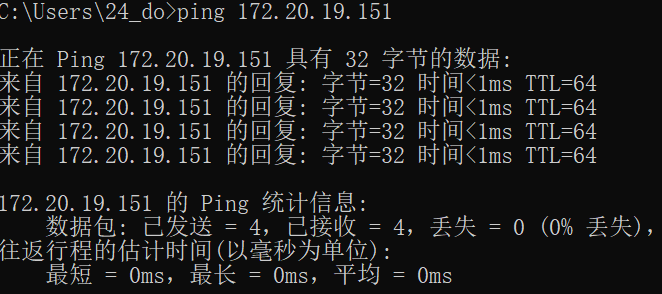 C:\Users\24_do>ping 172.20.19.151
正在 Ping 172.20.19.151 具有 32 字节的数据:
来自 172.20.19.151 的回复: 字节=32 时间<1ms TTL=64
来自 172.20.19.151 的回复: 字节=32 时间<1ms TTL=64
来自 172.20.19.151 的回复: 字节=32 时间<1ms TTL=64
来自 172.20.19.151 的回复: 字节=32 时间<1ms TTL=64
172.20.19.151 的 Ping 统计信息:
数据包: 已发送 = 4，已接收 = 4，丢失 = 0 (0% 丢失)，
往返行程的估计时间(以毫秒为单位):
最短 = 0ms，最长 = 0ms，平均 = 0ms